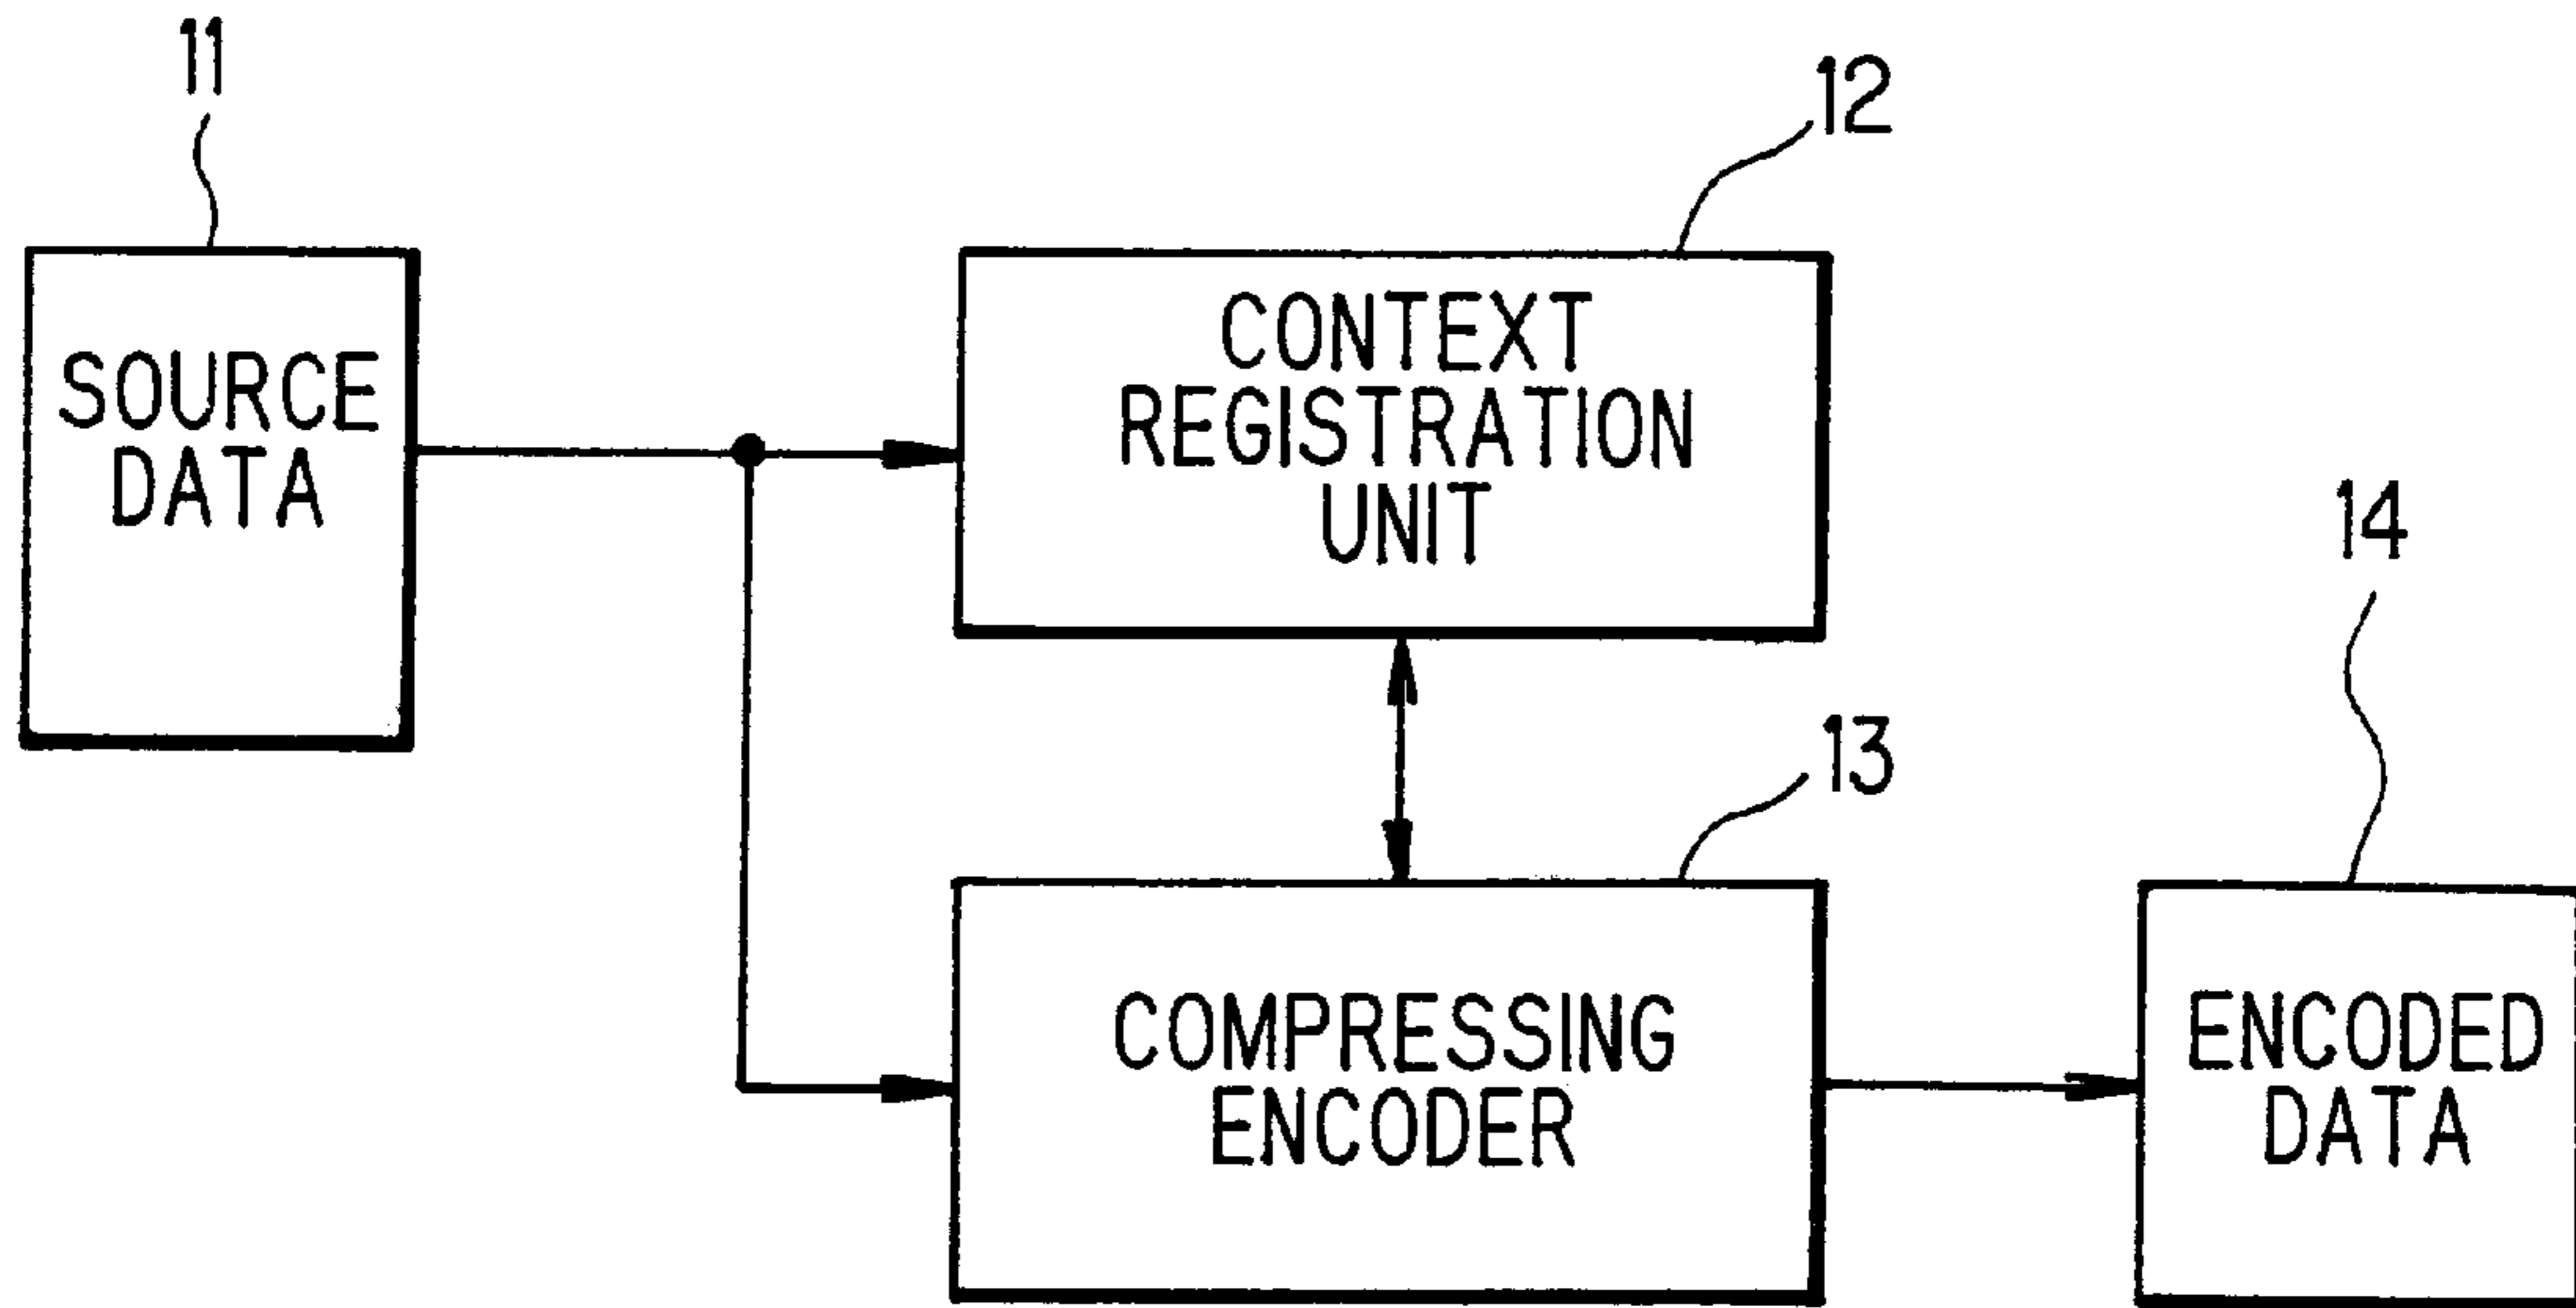 11
12
SOURCE
DATA
CONTEXT
REGISTRATION
UNIT
14
13
COMPRESSING
ENCODER
ENCODED
DATA